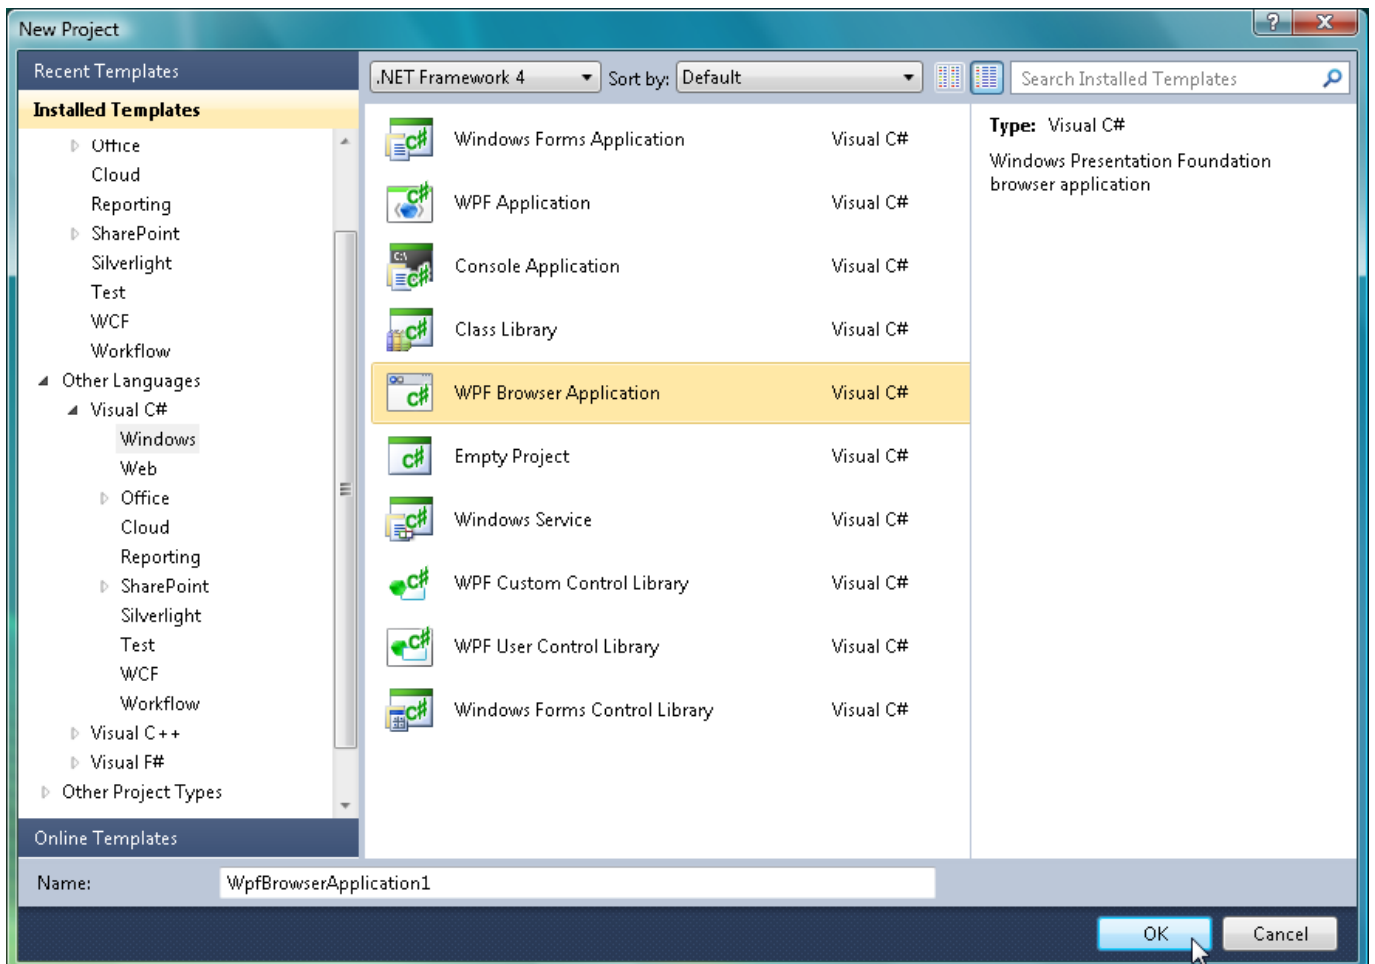 New Project
Recent Templates
.NET Framework 4
Sort by: Default
Search Installed Templates
Installed Templates
Office
Cloud
Reporting
SharePoint
Silverlight
Test
WCF
Workflow
Other Languages
Visual C#
Windows
Web
Office
Cloud
Reporting
SharePoint
Silverlight
Test
WCF
Workflow
Visual C++
Visual F#
Other Project Types
Online Templates
Windows Forms Application Visual C#
WPF Application Visual C#
Console Application Visual C#
Class Library Visual C#
WPF Browser Application Visual C#
Empty Project Visual C#
Windows Service Visual C#
WPF Custom Control Library Visual C#
WPF User Control Library Visual C#
Windows Forms Control Library Visual C#
Type: Visual C#
Windows Presentation Foundation
browser application
Name: WpfBrowserApplication1
OK Cancel